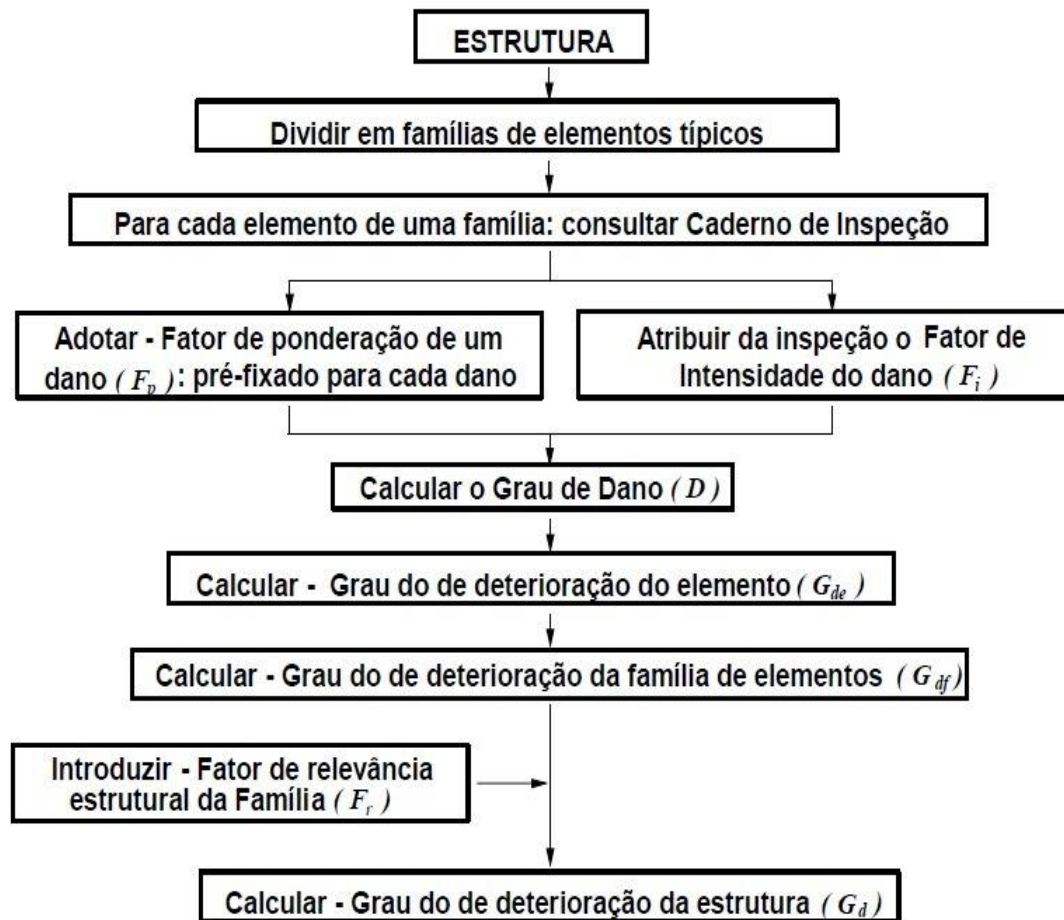 ESTRUTURA
Dividir em famílias de elementos típicos
Para cada elemento de uma família: consultar Caderno de Inspeção
Adotar - Fator de ponderação de um
dano ( Fp ): pré-fixado para cada dano
Atribuir da inspeção o Fator de
Intensidade do dano ( Fi )
Calcular o Grau de Dano ( D )
Calcular - Grau do de deterioração do elemento ( Gde )
Calcular - Grau do de deterioração da família de elementos ( Gdf )
Introduzir - Fator de relevância
estrutural da Família ( Fr )
Calcular - Grau do de deterioração da estrutura ( Gd )